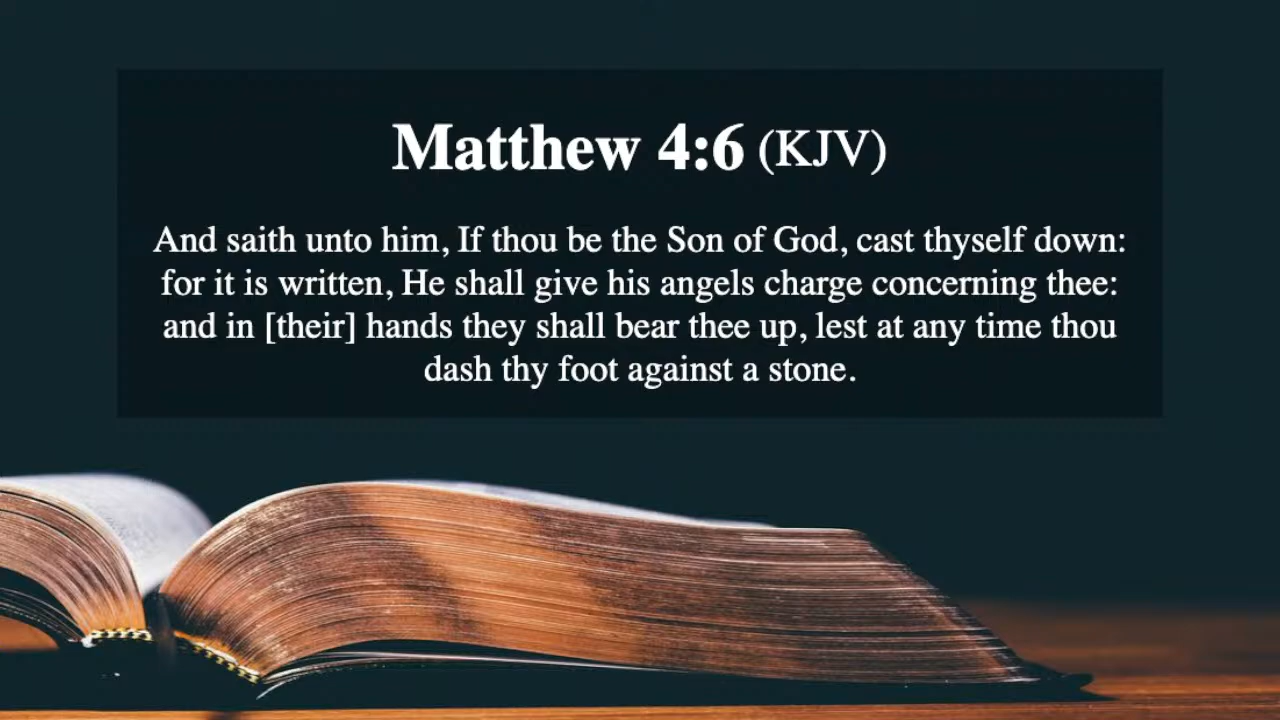 Matthew 4:6 (KJV)
And saith unto him, If thou be the Son of God, cast thyself down:
for it is written, He shall give his angels charge concerning thee:
and in [their] hands they shall bear thee up, lest at any time thou
dash thy foot against a stone.